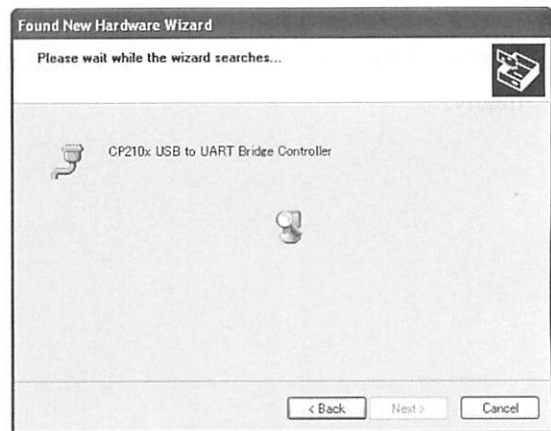 Found New Hardware Wizard
Please wait while the wizard searches...
CP210x USB to UART Bridge Controller
< Back
Next >
Cancel